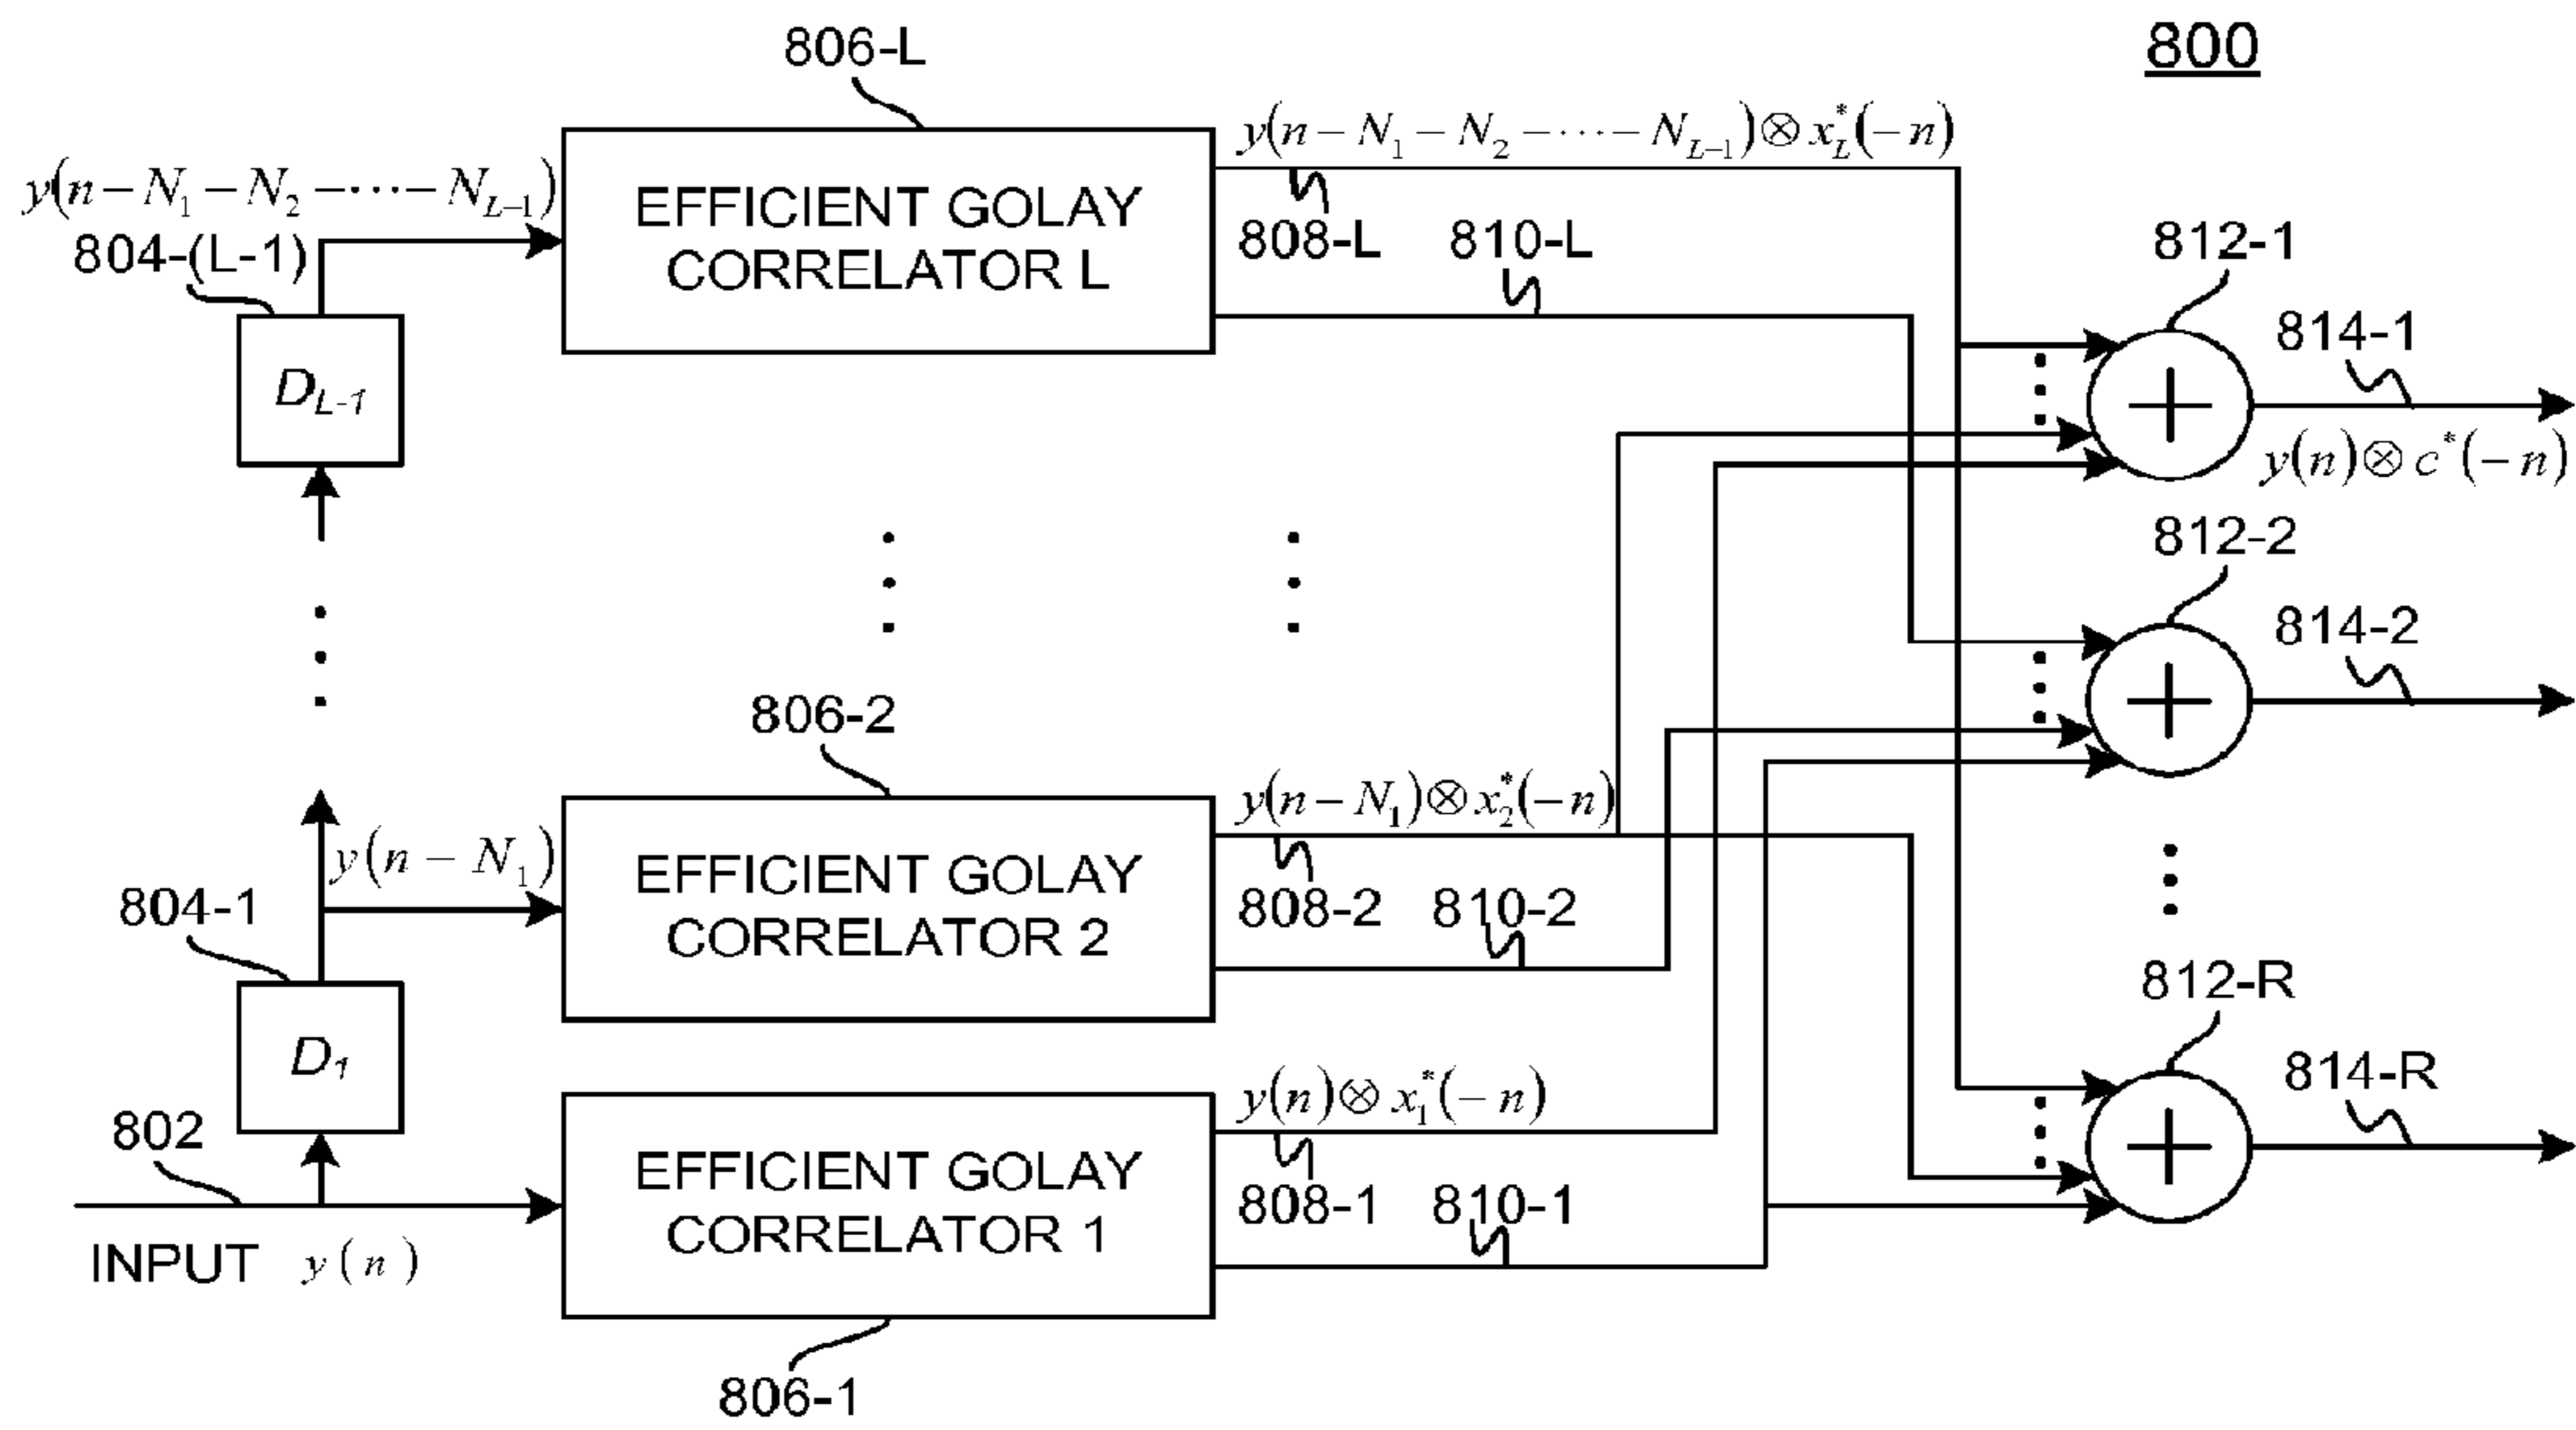 800
806-L
y(n − N₁ − N₂ − ··· − N_{L−1}) ⊗ x*_L(−n)
y(n − N₁ − N₂ − ··· − N_{L−1})
EFFICIENT GOLAY
CORRELATOR L
804-(L-1)
808-L
810-L
812-1
814-1
D_{L-1}
y(n) ⊗ c*(−n)
812-2
814-2
806-2
y(n − N₁) ⊗ x*₂(−n)
y(n − N₁)
EFFICIENT GOLAY
CORRELATOR 2
804-1
808-2
810-2
812-R
D₁
814-R
y(n) ⊗ x*₁(−n)
802
EFFICIENT GOLAY
CORRELATOR 1
808-1
810-1
INPUT y(n)
806-1